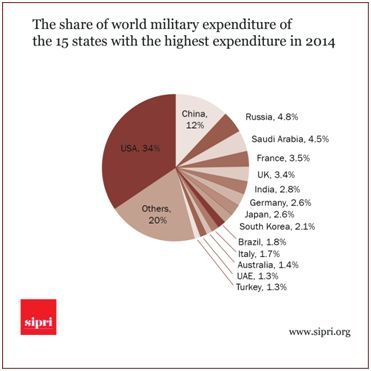 The share of world military expenditure of
the 15 states with the highest expenditure in 2014
China,
12%
Russia, 4.8%
Saudi Arabia, 4.5%
France, 3.5%
UK, 3.4%
India, 2.8%
Germany, 2.6%
Japan, 2.6%
South Korea, 2.1%
Brazil, 1.8%
Italy, 1.7%
Australia, 1.4%
UAE, 1.3%
Turkey, 1.3%
Others,
20%
USA, 34%
sipri
www.sipri.org